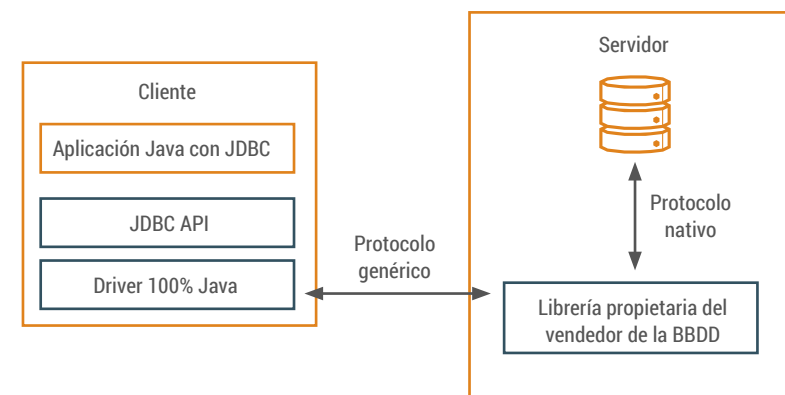 Cliente
Aplicación Java con JDBC
JDBC API
Driver 100% Java
Protocolo
genérico
Servidor
Protocolo
nativo
Librería propietaria del
vendedor de la BBDD